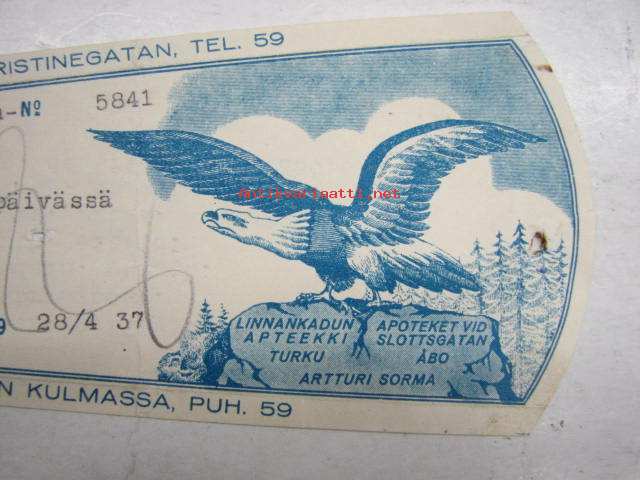 RISTINEGATAN, TEL. 59
-No 5841
päivässä
9 28/4 37
Antikvariaatti.net
LINNANKADUN APTEEKKI TURKU
APOTEKET VID SLOTTSGATAN ÅBO
ARTTURI SORMA
N KULMASSA, PUH. 59